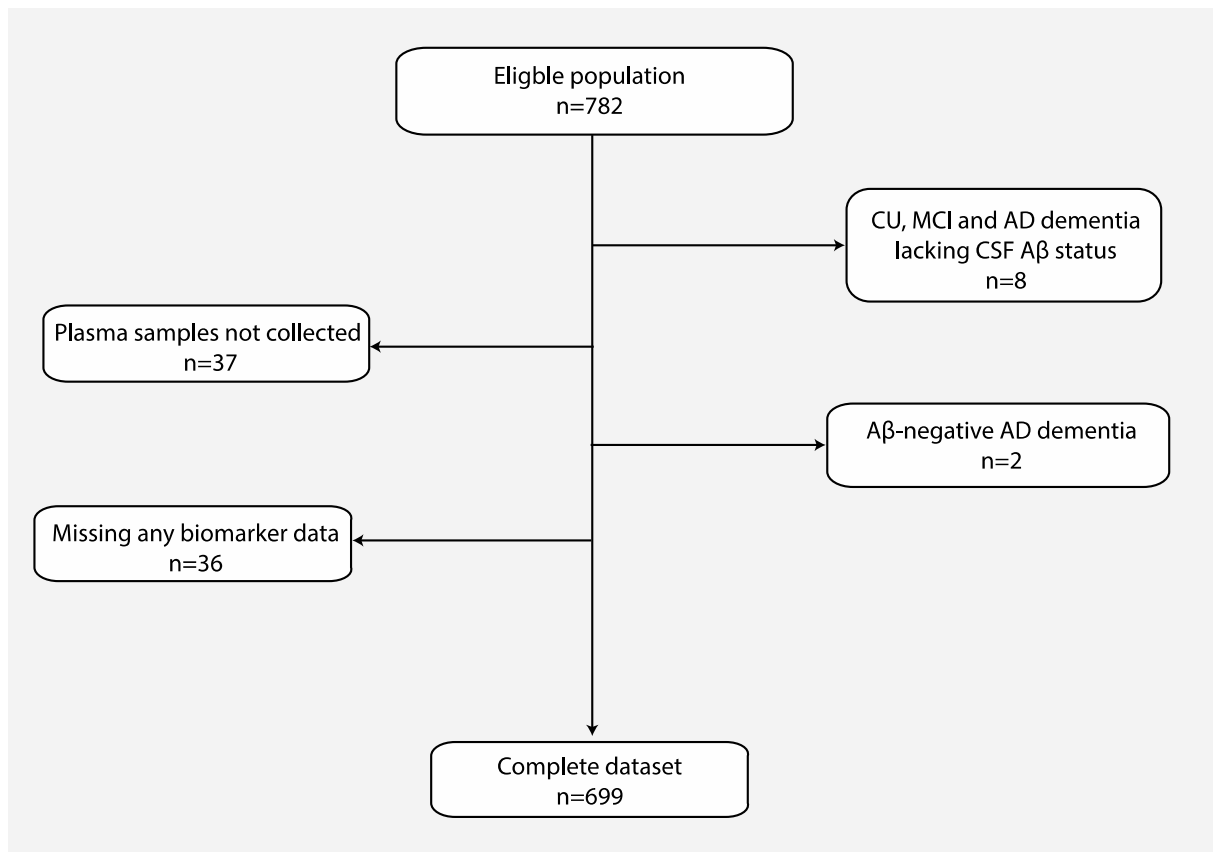 Eligble population
n=782
CU, MCI and AD dementia
lacking CSF Aβ status
n=8
Plasma samples not collected
n=37
Aβ-negative AD dementia
n=2
Missing any biomarker data
n=36
Complete dataset
n=699